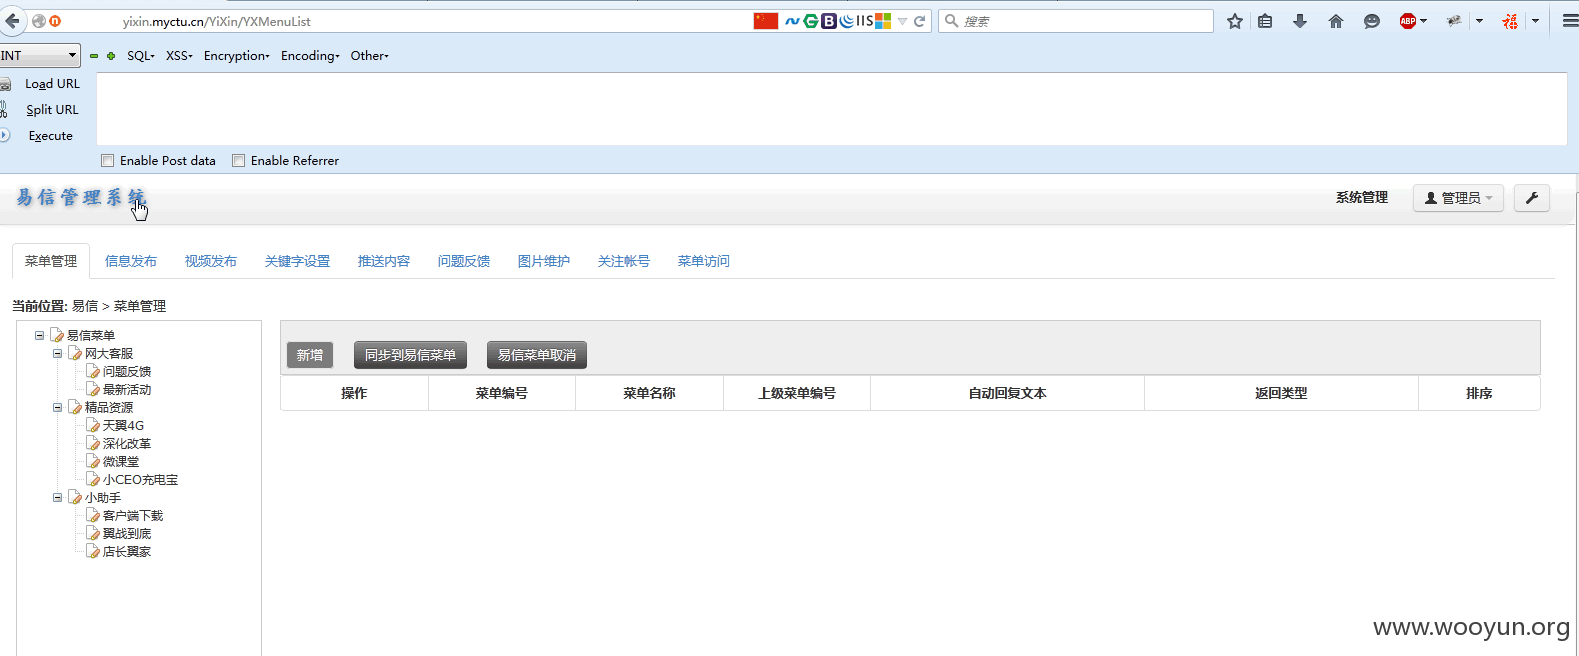 yixin.myctu.cn/YiXin/YXMenuList
IIS
搜索
ABP
福
INT
SQL
XSS
Encryption
Encoding
Other
Load URL
Split URL
Execute
Enable Post data
Enable Referrer
易信管理系统
系统管理
管理员
菜单管理
信息发布
视频发布
关键字设置
推送内容
问题反馈
图片维护
关注帐号
菜单访问
当前位置: 易信 > 菜单管理
易信菜单
网大客服
问题反馈
最新活动
精品资源
天翼4G
深化改革
微课堂
小CEO充电宝
小助手
客户端下载
翼战到底
店长翼家
新增
同步到易信菜单
易信菜单取消
操作
菜单编号
菜单名称
上级菜单编号
自动回复文本
返回类型
排序
www.wooyun.org